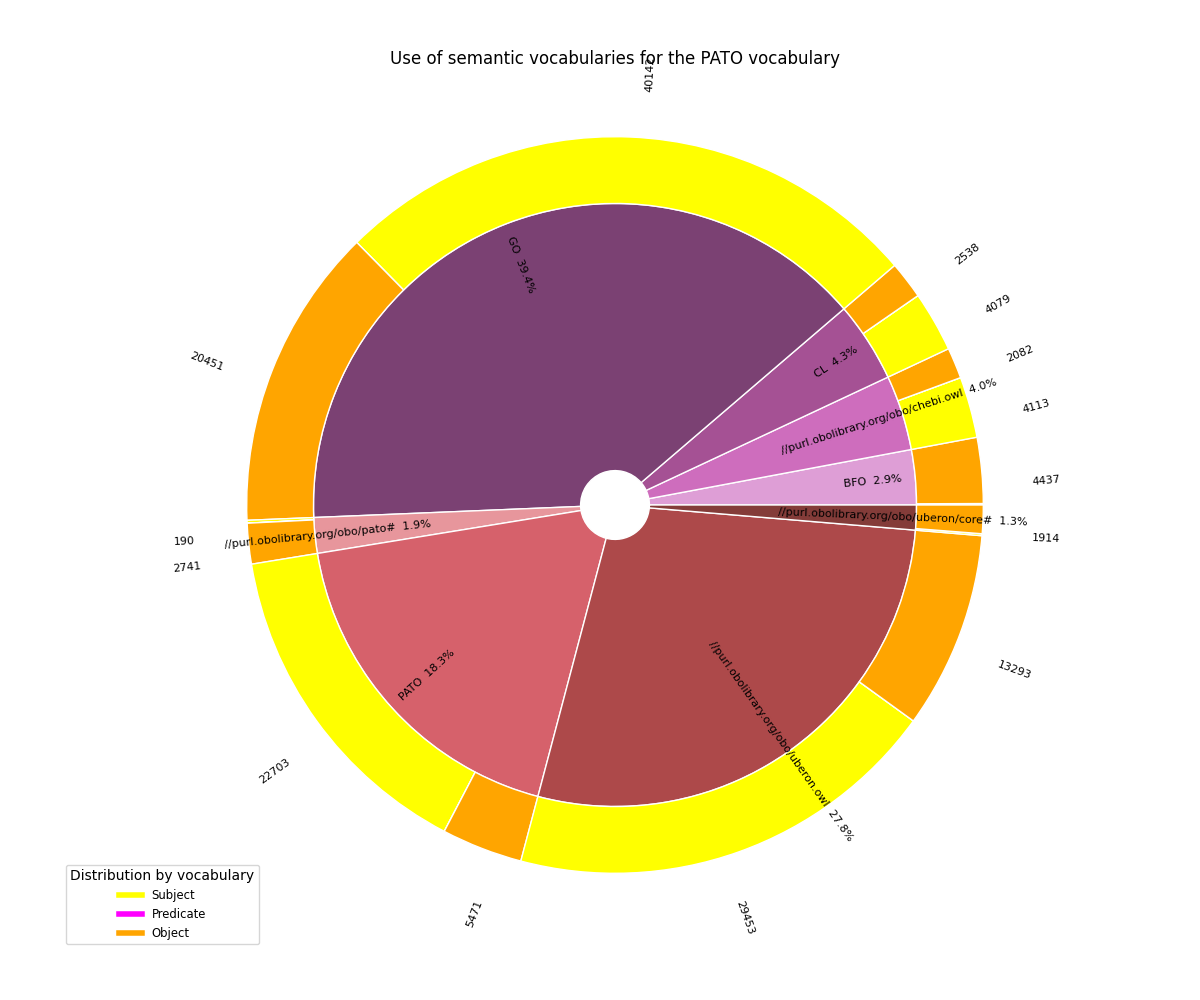 Use of semantic vocabularies for the PATO vocabulary
2538
GO 39.4%
4079
20451
CL 4.3%
2082
//purl.obolibrary.org/obo/chebi.owl 4.0%
4113
BFO 2.9%
4437
//purl.obolibrary.org/obo/uberon/core# 1.3%
1914
//purl.obolibrary.org/obo/pato# 1.9%
190
2741
PATO 18.3%
13293
//purl.obolibrary.org/obo/uberon.owl 27.8%
22703
5471
29453
Distribution by vocabulary
Subject
Predicate
Object